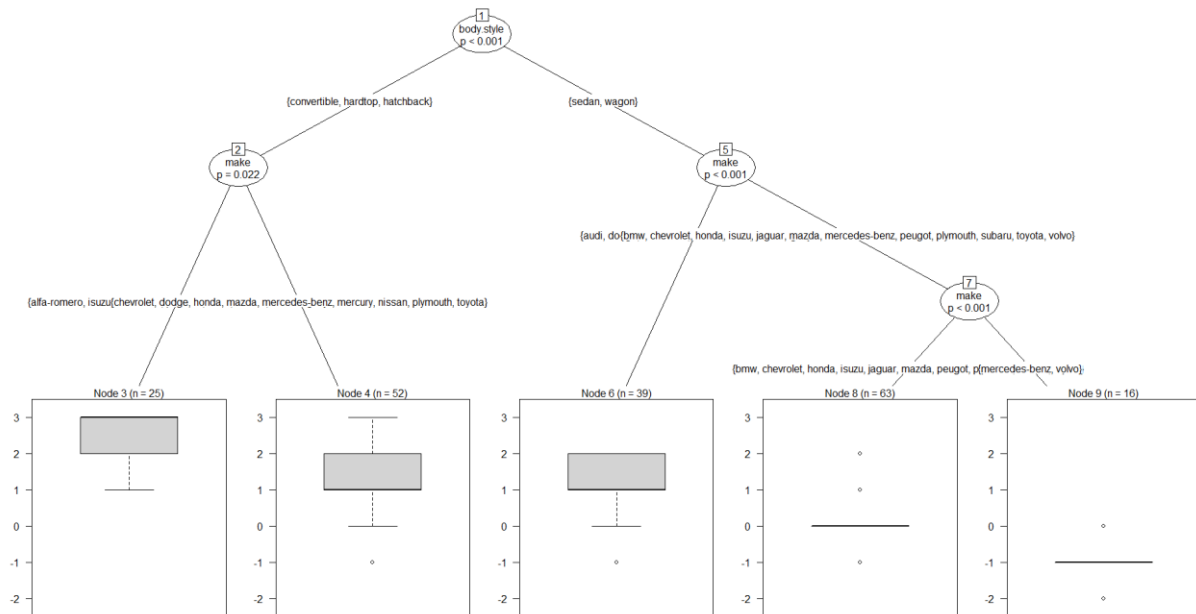 1
body.style
p < 0.001
{convertible, hardtop, hatchback}
{sedan, wagon}
2
make
p = 0.022
5
make
p < 0.001
{audi, do{bmw, chevrolet, honda, isuzu, jaguar, mazda, mercedes-benz, peugot, plymouth, subaru, toyota, volvo}
7
make
p < 0.001
{alfa-romero, isuzu{chevrolet, dodge, honda, mazda, mercedes-benz, mercury, nissan, plymouth, toyota}
{bmw, chevrolet, honda, isuzu, jaguar, mazda, peugot, p{mercedes-benz, volvo}
Node 3 (n = 25)
3
2
1
0
-1
-2
Node 4 (n = 52)
3
2
1
0
-1
-2
Node 6 (n = 39)
3
2
1
0
-1
-2
Node 8 (n = 63)
3
2
1
0
-1
-2
Node 9 (n = 16)
3
2
1
0
-1
-2